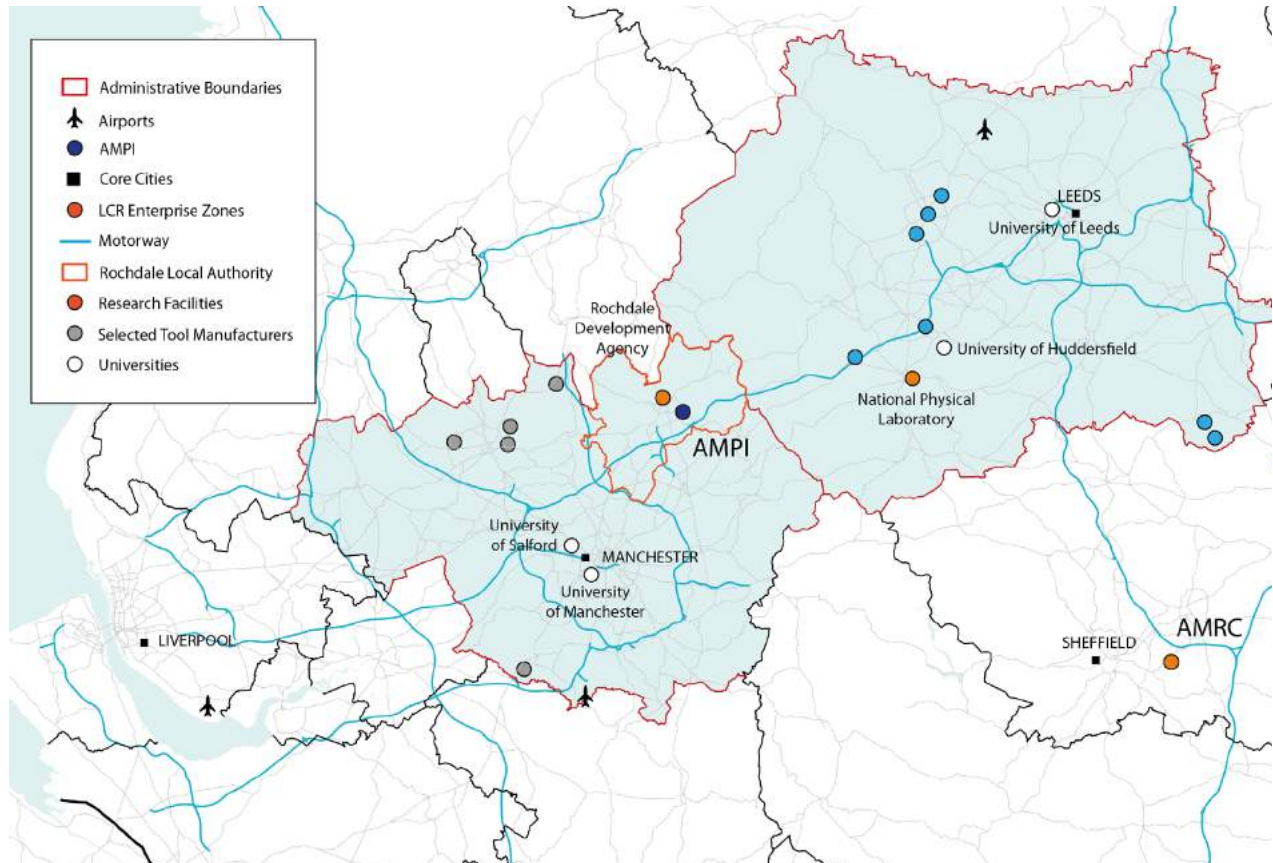 Administrative Boundaries
Airports
AMPI
Core Cities
LCR Enterprise Zones
Motorway
Rochdale Local Authority
Research Facilities
Selected Tool Manufacturers
Universities
LEEDS
University of Leeds
Rochdale
Development
Agency
University of Huddersfield
National Physical
Laboratory
AMPI
University
of Salford
MANCHESTER
University
of Manchester
LIVERPOOL
AMRC
SHEFFIELD